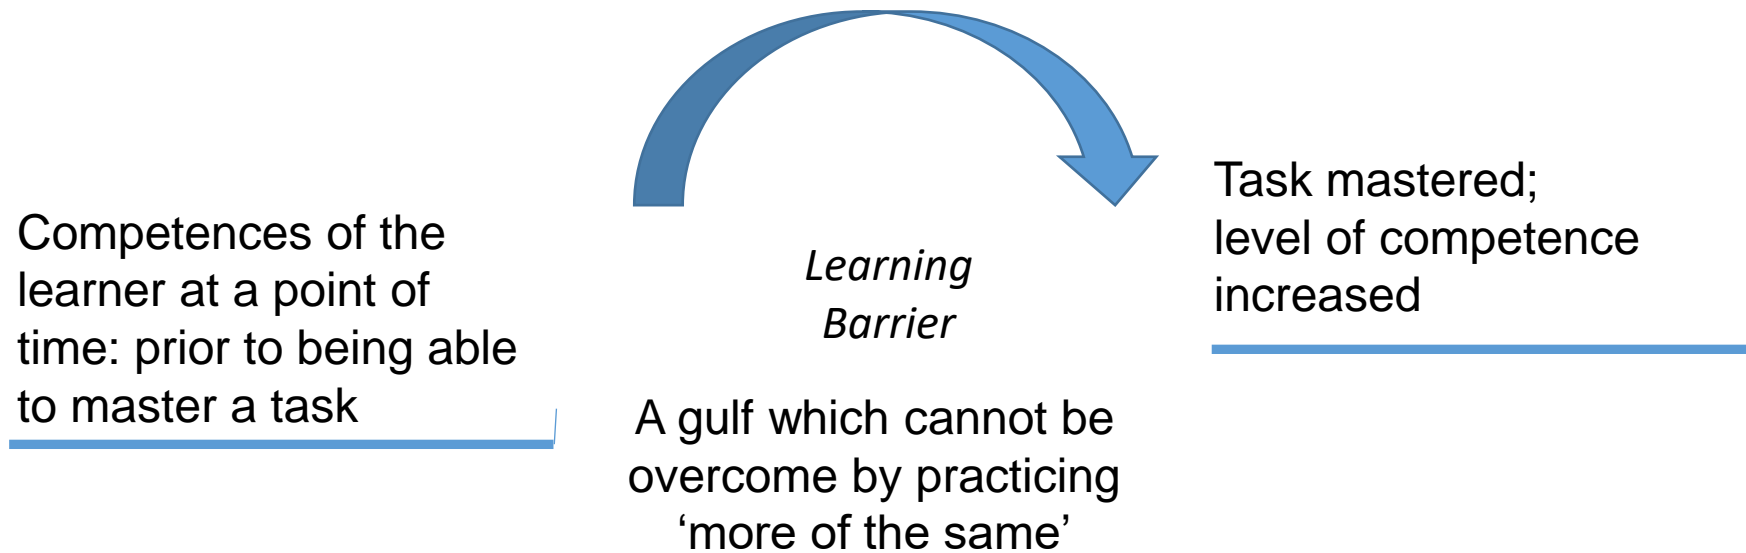 Competences of the
learner at a point of
time: prior to being able
to master a task
Learning
Barrier
A gulf which cannot be
overcome by practicing
‘more of the same’
Task mastered;
level of competence
increased